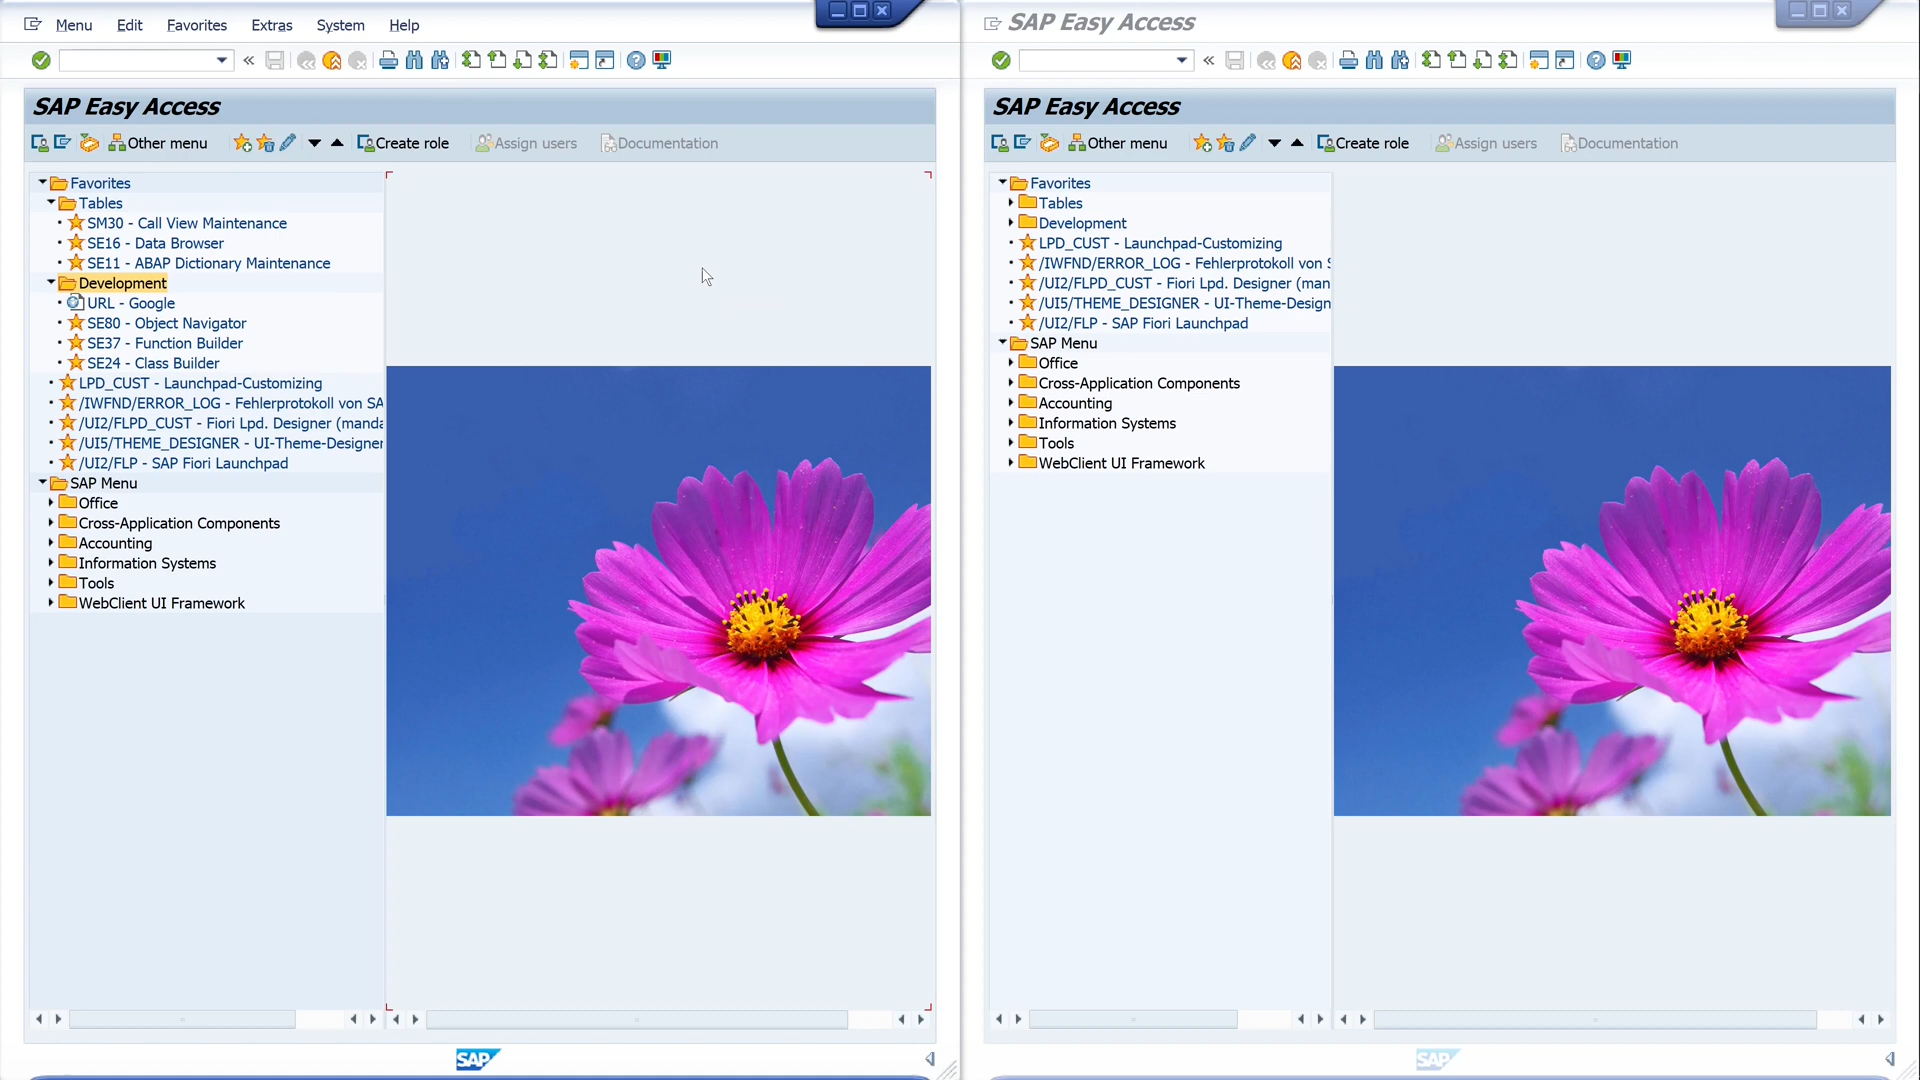 Menu Edit Favorites Extras System Help
SAP Easy Access
Other menu Create role Assign users Documentation
Favorites
Tables
SM30 - Call View Maintenance
SE16 - Data Browser
SE11 - ABAP Dictionary Maintenance
Development
URL - Google
SE80 - Object Navigator
SE37 - Function Builder
SE24 - Class Builder
LPD_CUST - Launchpad-Customizing
/IWFND/ERROR_LOG - Fehlerprotokoll von SA
/UI2/FLPD_CUST - Fiori Lpd. Designer (manda
/UI5/THEME_DESIGNER - UI-Theme-Designer
/UI2/FLP - SAP Fiori Launchpad
SAP Menu
Office
Cross-Application Components
Accounting
Information Systems
Tools
WebClient UI Framework
SAP
SAP Easy Access
SAP Easy Access
Other menu Create role Assign users Documentation
Favorites
Tables
Development
LPD_CUST - Launchpad-Customizing
/IWFND/ERROR_LOG - Fehlerprotokoll von S
/UI2/FLPD_CUST - Fiori Lpd. Designer (man
/UI5/THEME_DESIGNER - UI-Theme-Design
/UI2/FLP - SAP Fiori Launchpad
SAP Menu
Office
Cross-Application Components
Accounting
Information Systems
Tools
WebClient UI Framework
SAP